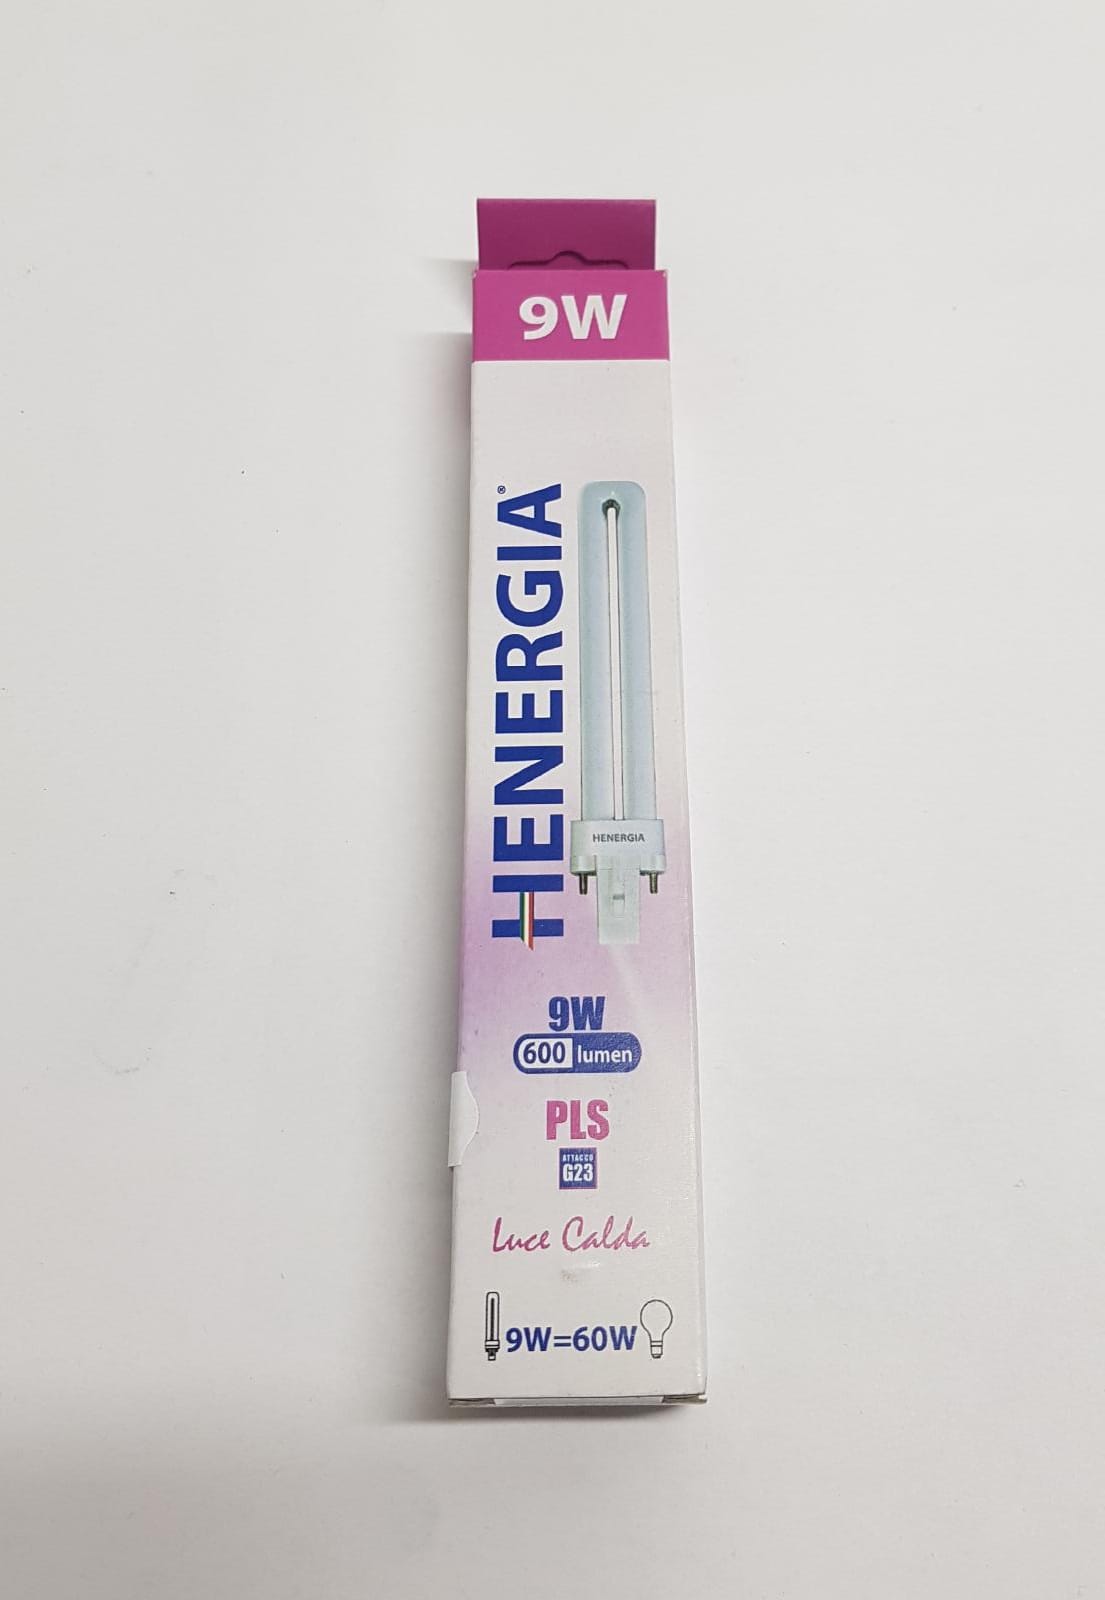 9W
HENERGIA®
HENERGIA
9W
600 lumen
PLS
ATTACCO
G23
Luce Calda
9W=60W